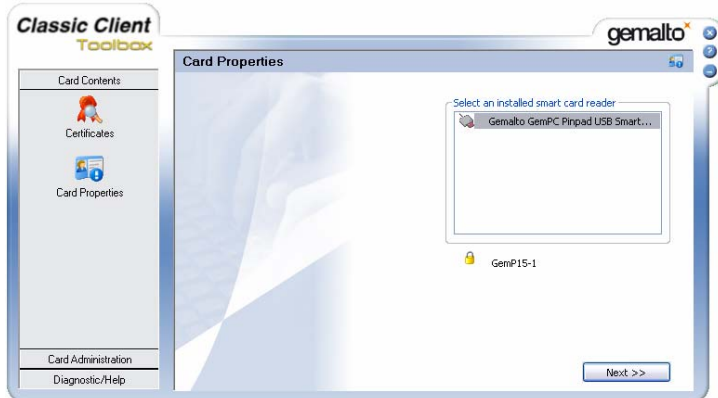 Classic Client
Toolbox
gemalto
Card Properties
Card Contents
Certificates
Card Properties
Card Administration
Diagnostic/Help
Select an installed smart card reader
Gemalto GemPC Pinpad USB Smart...
GemP15-1
Next >>